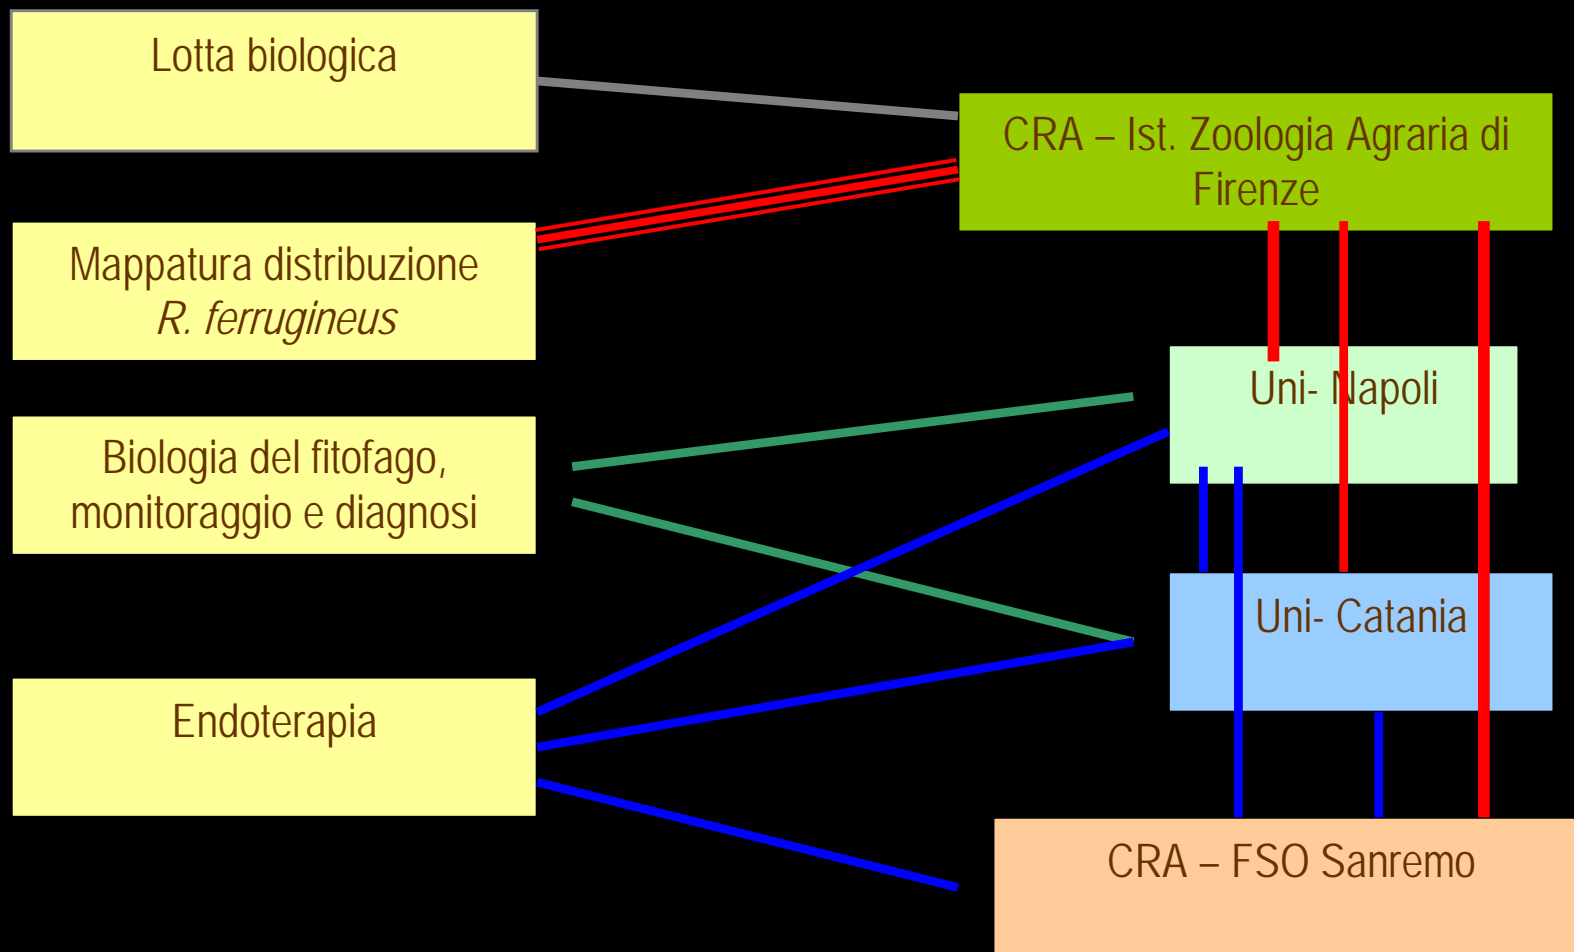 Lotta biologica
CRA – Ist. Zoologia Agraria di
Firenze
Mappatura distribuzione
R. ferrugineus
Uni- Napoli
Biologia del fitofago,
monitoraggio e diagnosi
Uni- Catania
Endoterapia
CRA – FSO Sanremo